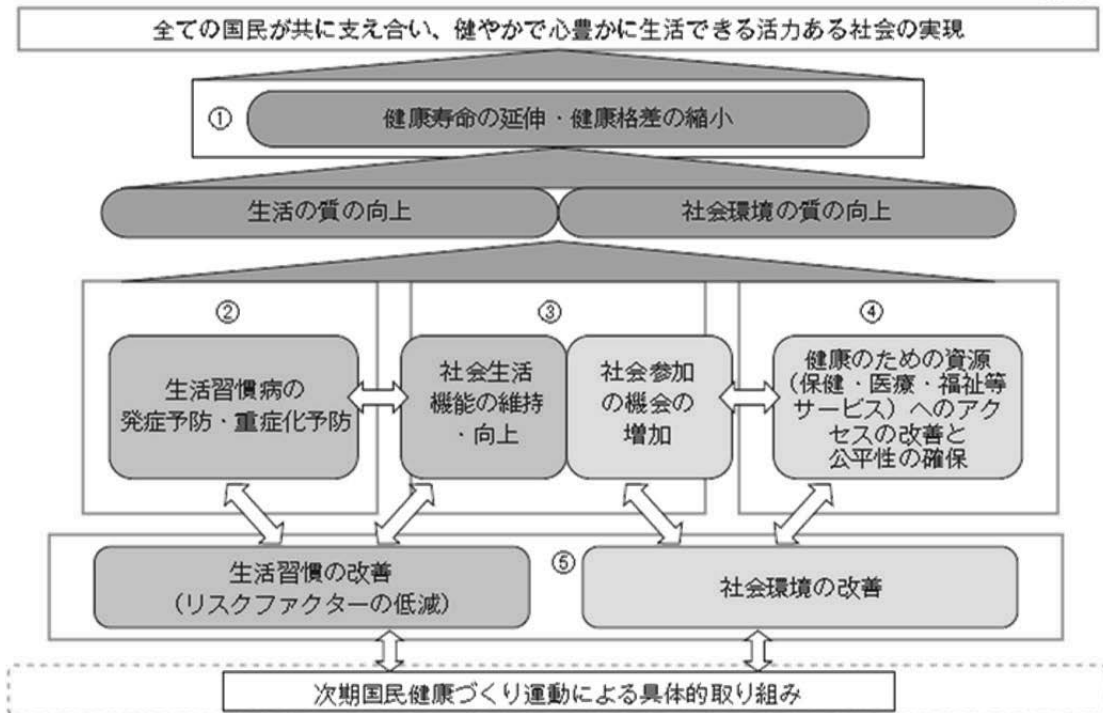 全ての国民が共に支え合い、健やかで心豊かに生活できる活力ある社会の実現
①
健康寿命の延伸・健康格差の縮小
生活の質の向上
社会環境の質の向上
②
生活習慣病の
発症予防・重症化予防
③
社会生活
機能の維持
・向上
社会参加
の機会の
増加
④
健康のための資源
（保健・医療・福祉等
サービス）へのアク
セスの改善と
公平性の確保
⑤
生活習慣の改善
（リスクファクターの低減）
社会環境の改善
次期国民健康づくり運動による具体的取り組み